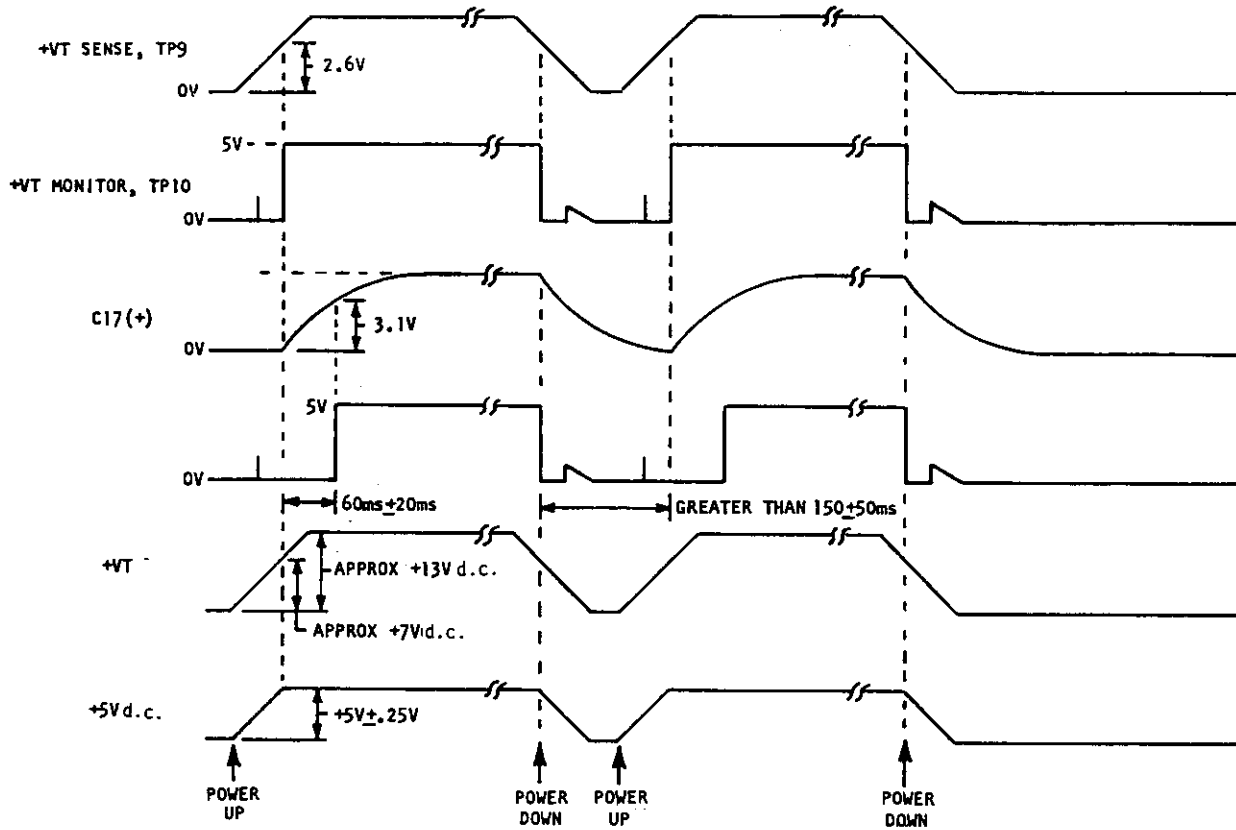 +VT SENSE, TP9
2.6V
0V
5V
+VT MONITOR, TP10
0V
C17(+)
3.1V
0V
5V
0V
60ms±20ms
GREATER THAN 150±50ms
+VT
APPROX +13V d.c.
APPROX +7V d.c.
+5V d.c.
+5V±.25V
POWER
UP
POWER
DOWN
POWER
UP
POWER
DOWN